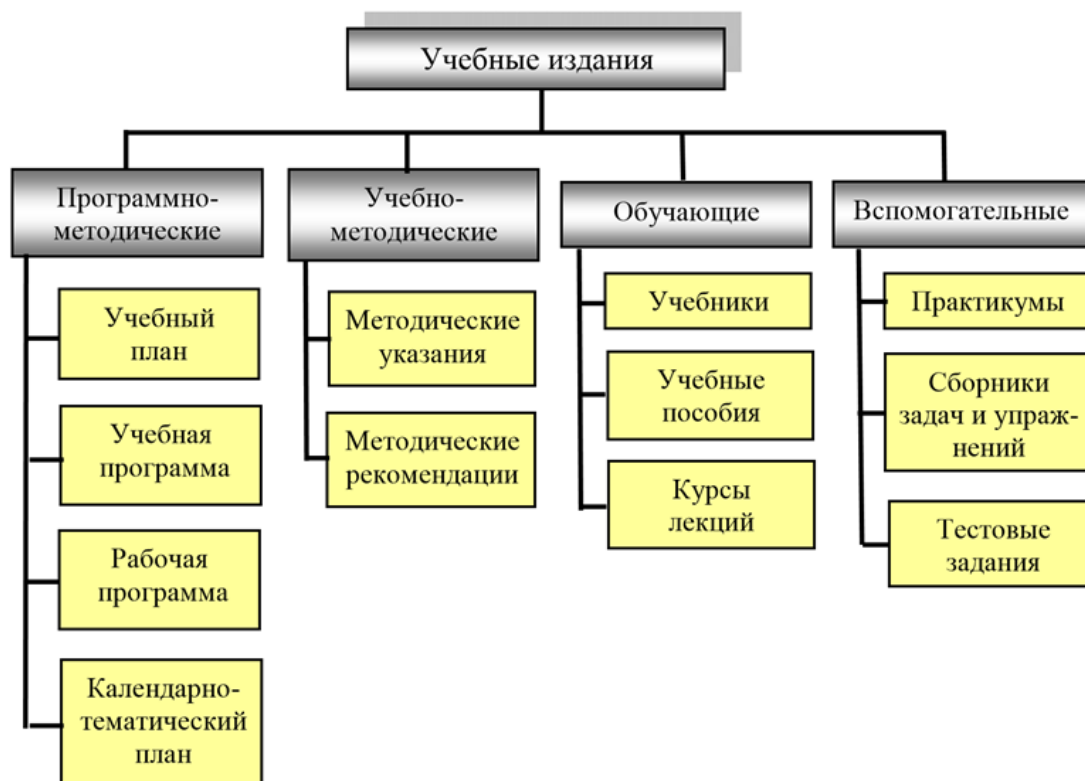 Учебные издания
Программно-
методические
Учебный
план
Учебная
программа
Рабочая
программа
Календарно-
тематический
план
Учебно-
методические
Методические
указания
Методические
рекомендации
Обучающие
Учебники
Учебные
пособия
Курсы
лекций
Вспомогательные
Практикумы
Сборники
задач и упраж-
нений
Тестовые
задания